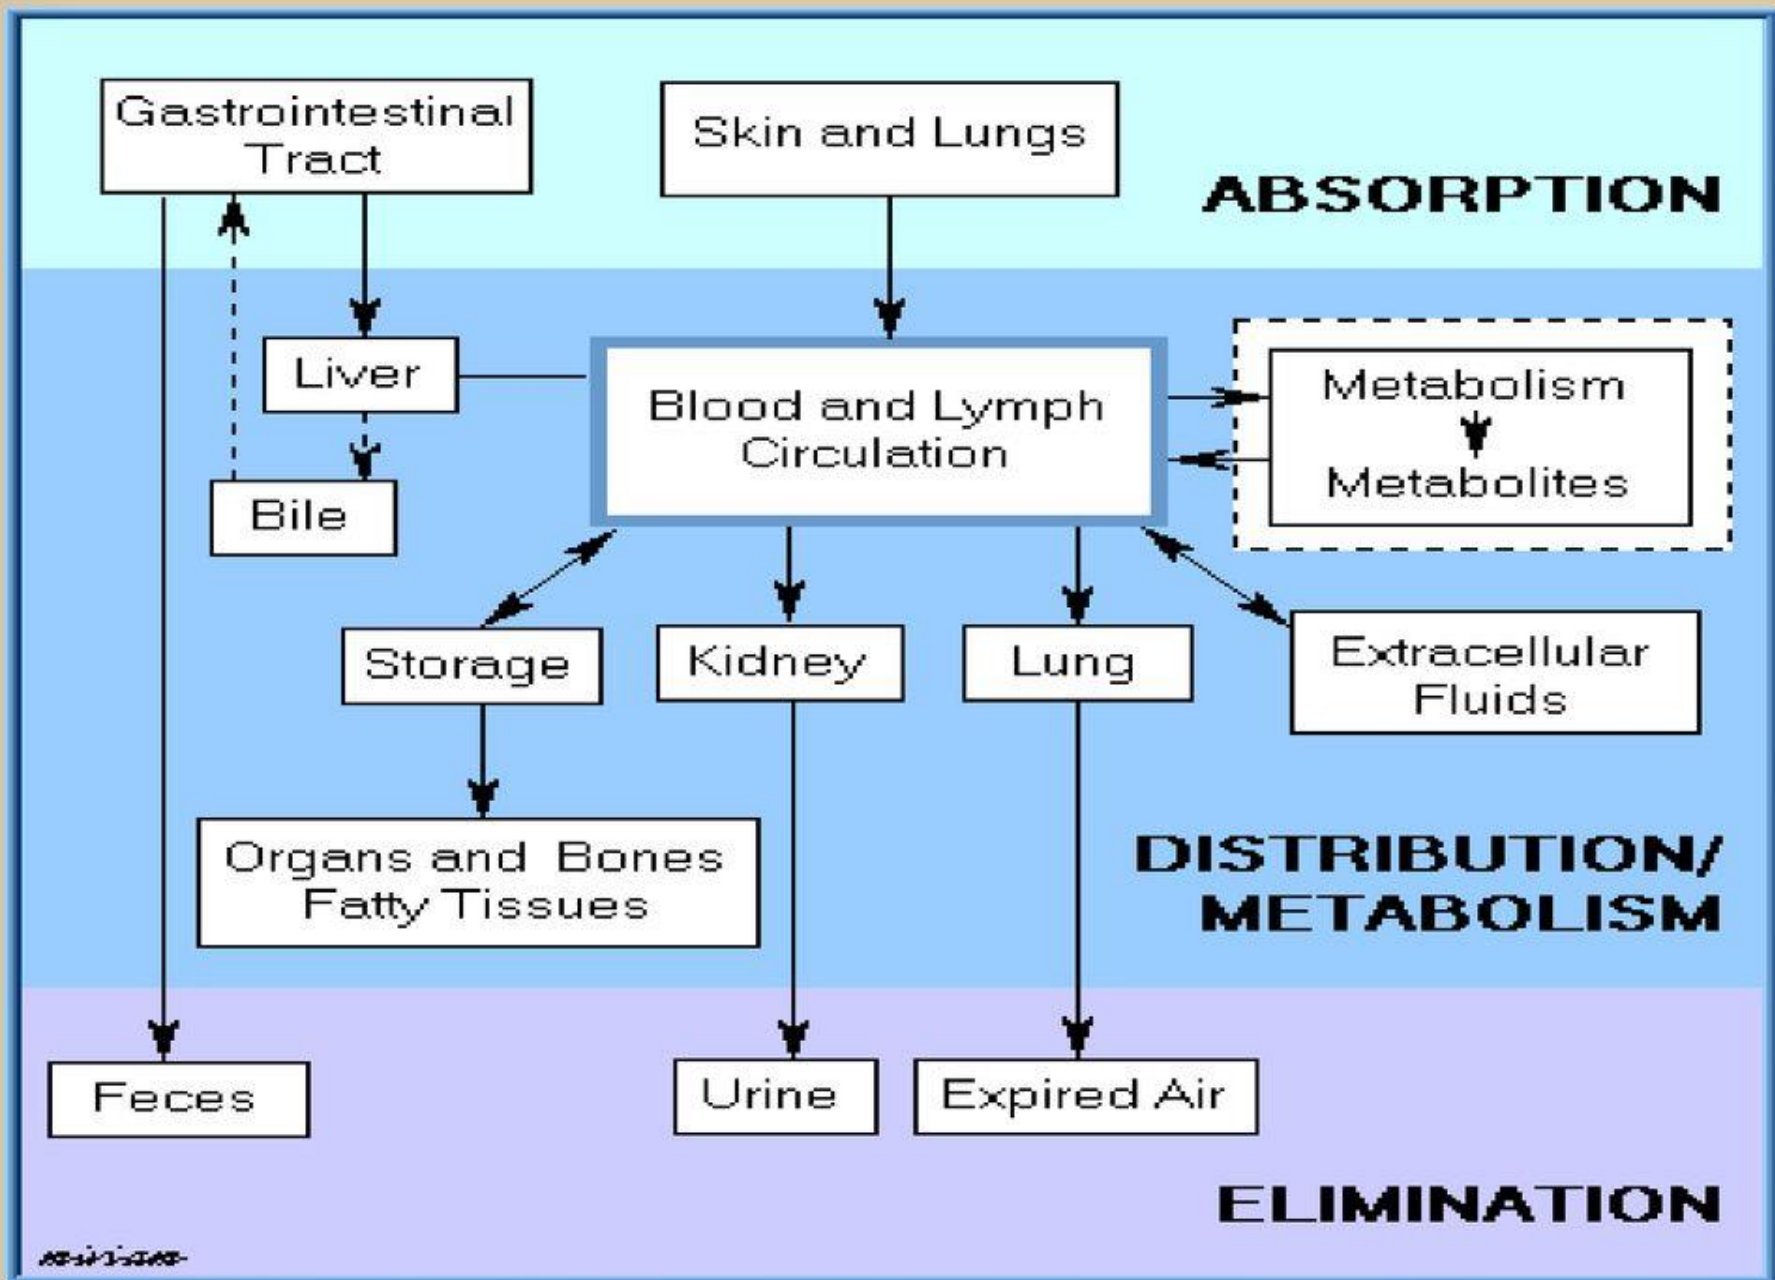 Gastrointestinal
Tract
Skin and Lungs
ABSORPTION
Liver
Blood and Lymph
Circulation
Metabolism
Metabolites
Bile
Storage
Kidney
Lung
Extracellular
Fluids
Organs and Bones
Fatty Tissues
DISTRIBUTION/
METABOLISM
Feces
Urine
Expired Air
ELIMINATION